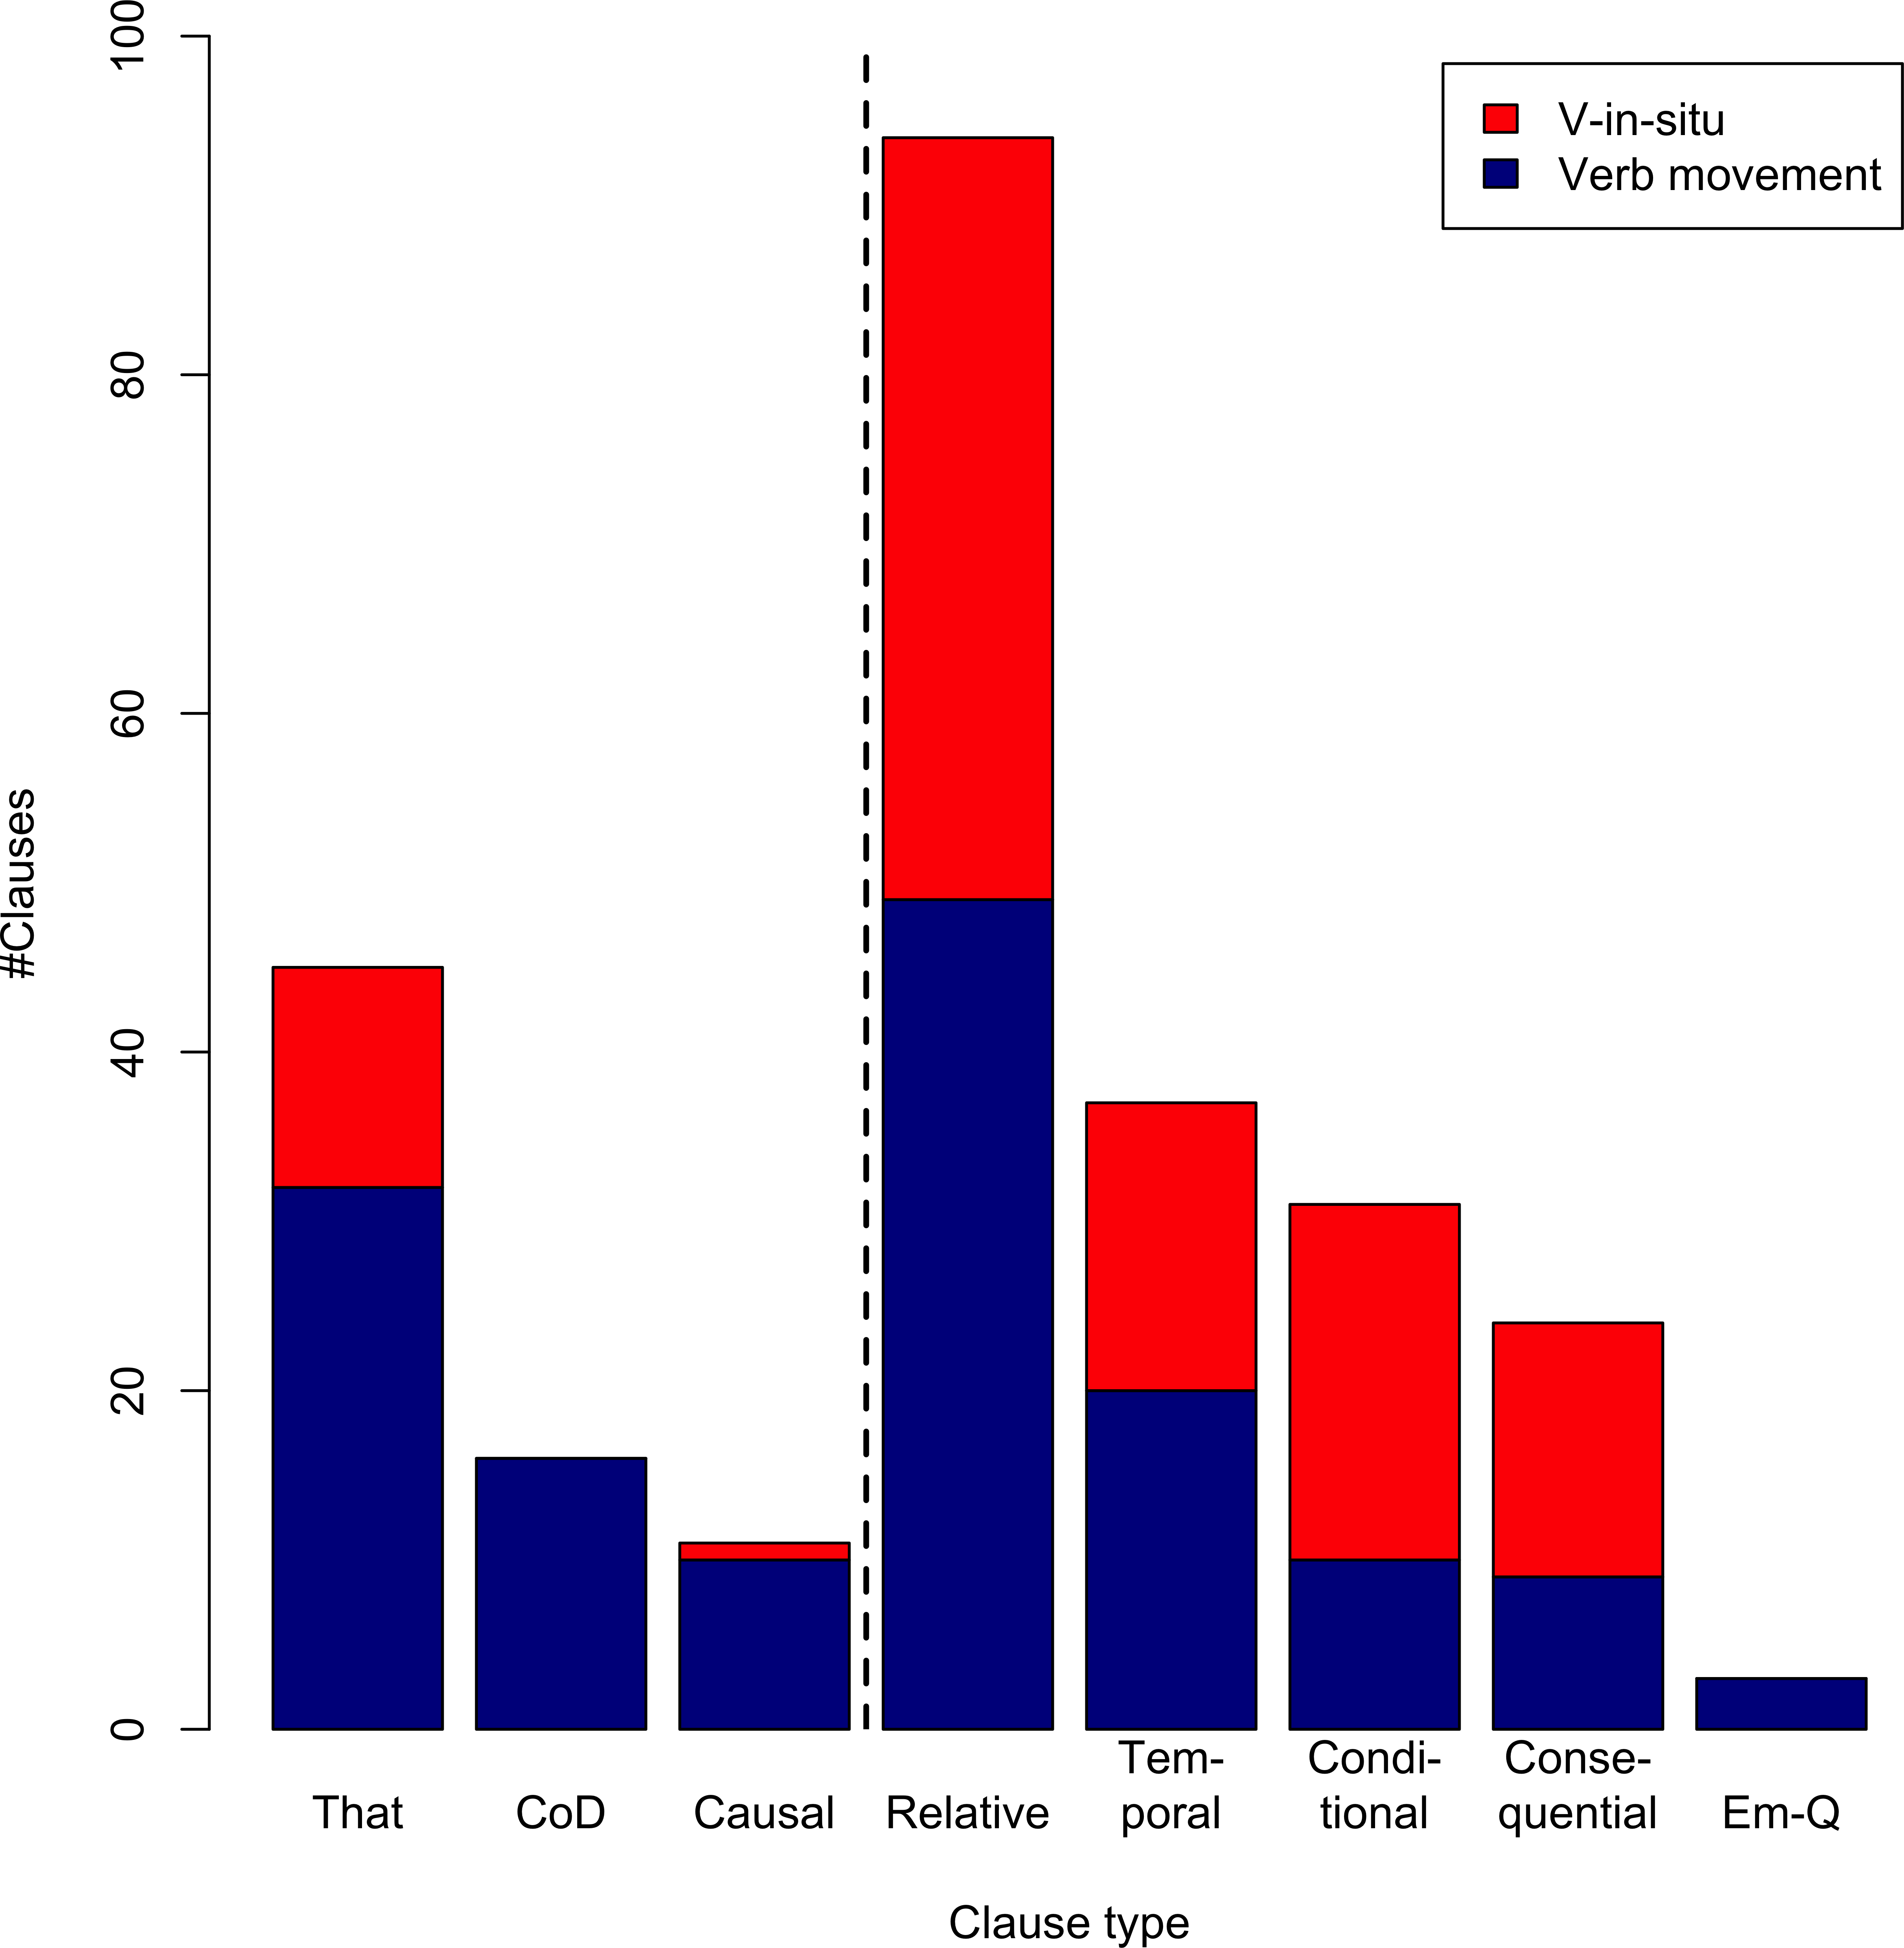 V-in-situ
Verb movement
#Clauses
100
80
60
40
20
0
That
CoD
Causal
Relative
Tem-
poral
Condi-
tional
Conse-
quential
Em-Q
Clause type